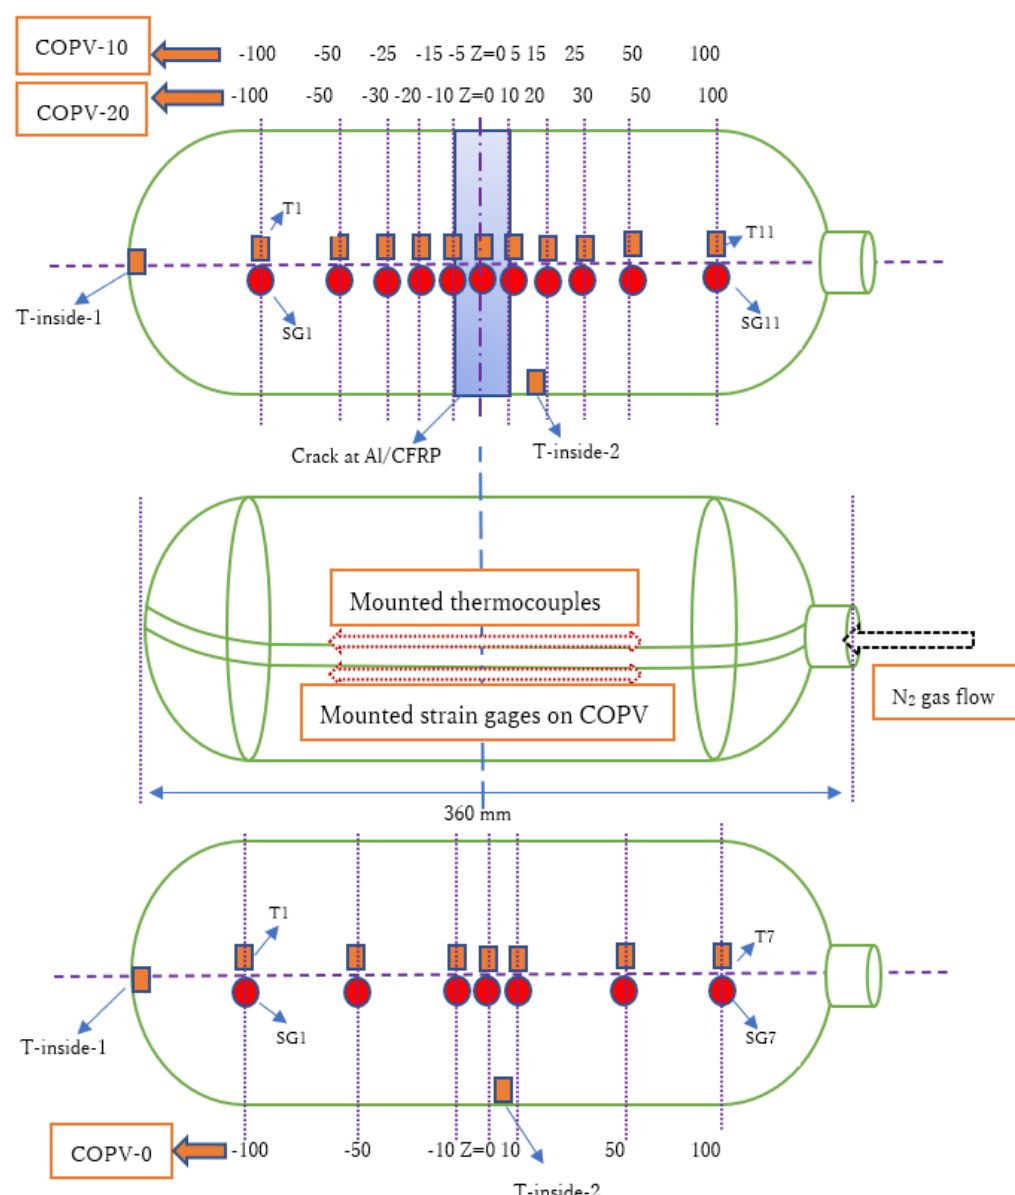 COPV-10
-100 -50 -25 -15 -5 Z=0 5 15 25 50 100
COPV-20
-100 -50 -30 -20 -10 Z=0 10 20 30 50 100
T1
T11
T-inside-1
SG1
SG11
Crack at Al/CFRP
T-inside-2
Mounted thermocouples
Mounted strain gages on COPV
N₂ gas flow
360 mm
T1
T7
T-inside-1
SG1
SG7
COPV-0
-100 -50 -10 Z=0 10 50 100
T-inside-2